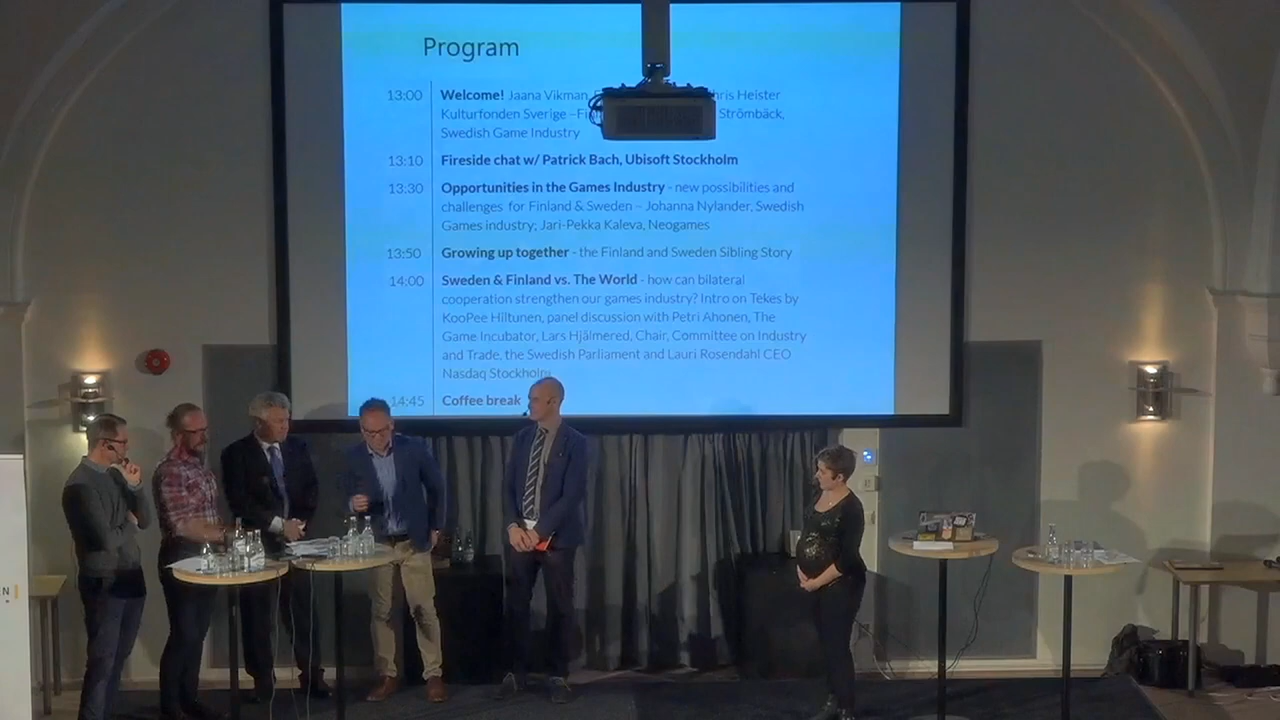 Program
13:00 Welcome! Jaana Vikman, hris Heister
Kulturfonden Sverige –Fin Strömbäck,
Swedish Game Industry
13:10 Fireside chat w/ Patrick Bach, Ubisoft Stockholm
13:30 Opportunities in the Games Industry - new possibilities and
challenges for Finland & Sweden – Johanna Nylander, Swedish
Games industry; Jari-Pekka Kaleva, Neogames
13:50 Growing up together - the Finland and Sweden Sibling Story
14:00 Sweden & Finland vs. The World - how can bilateral
cooperation strengthen our games industry? Intro on Tekes by
KooPee Hiltunen, panel discussion with Petri Ahonen, The
Game Incubator, Lars Hjälmered, Chair, Committee on Industry
and Trade, the Swedish Parliament and Lauri Rosendahl CEO
Nasdaq Stockholm
14:45 Coffee break
N